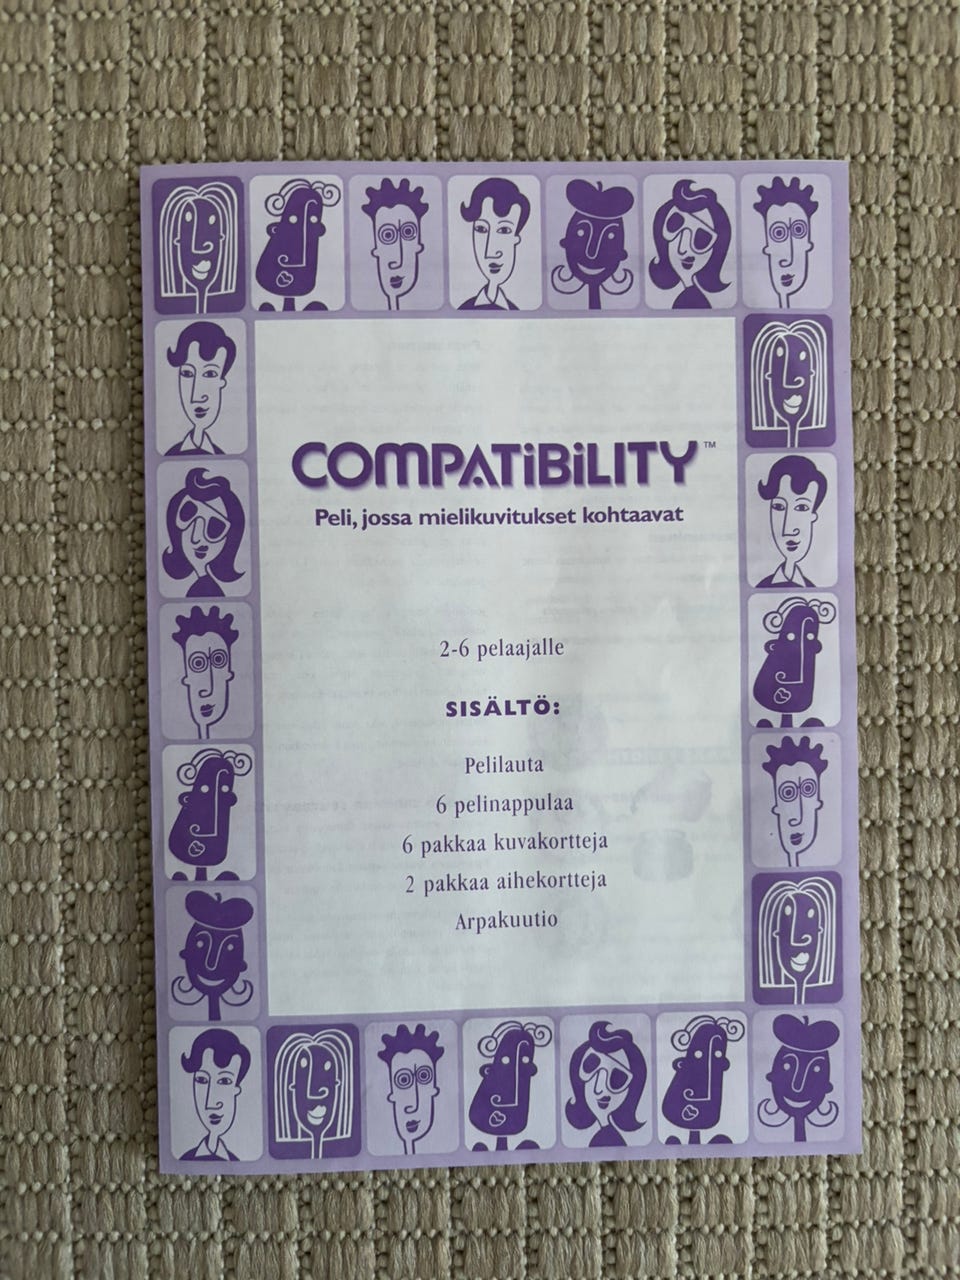 COMPATiBiLITY™
Peli, jossa mielikuvitukset kohtaavat
2-6 pelaajalle
SISÄLTÖ:
Pelilauta
6 pelinappulaa
6 pakkaa kuvakortteja
2 pakkaa aihekortteja
Arpakuutio